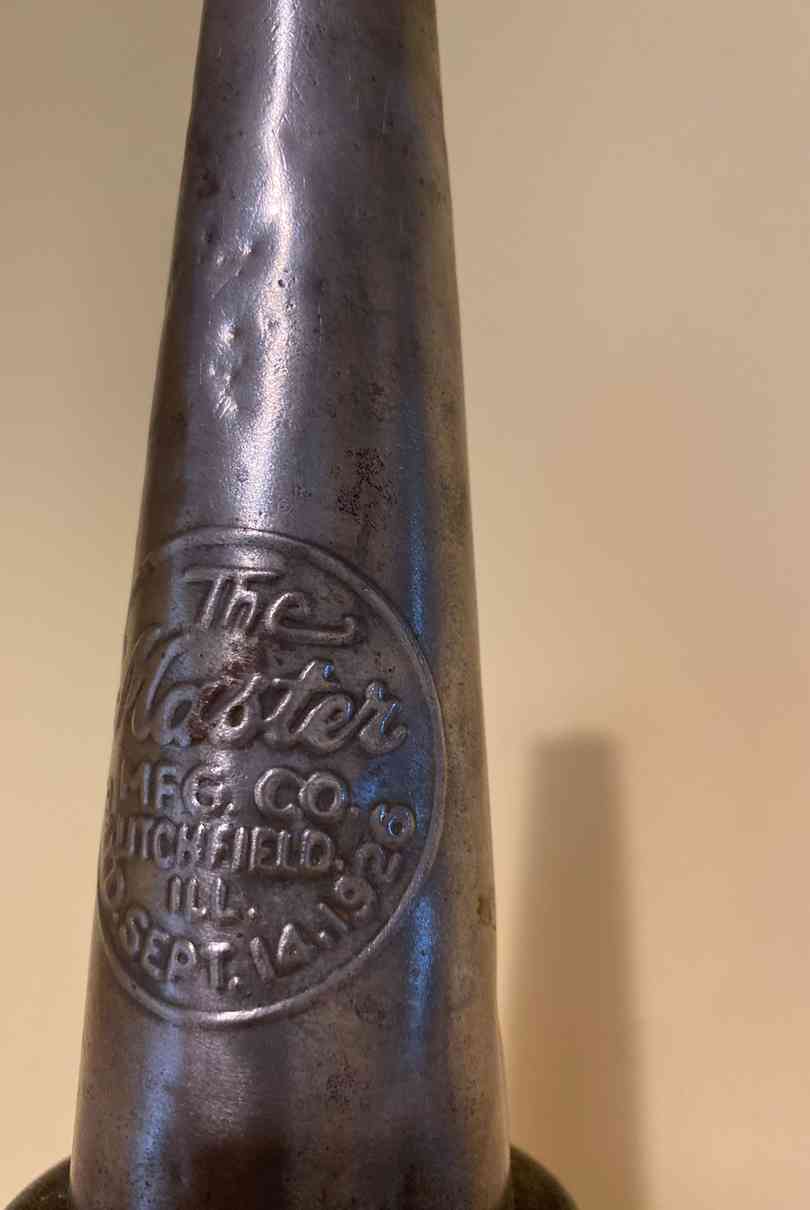 The
Master
MFG. CO.
LITCHFIELD,
ILL.
SEPT. 14. 1926